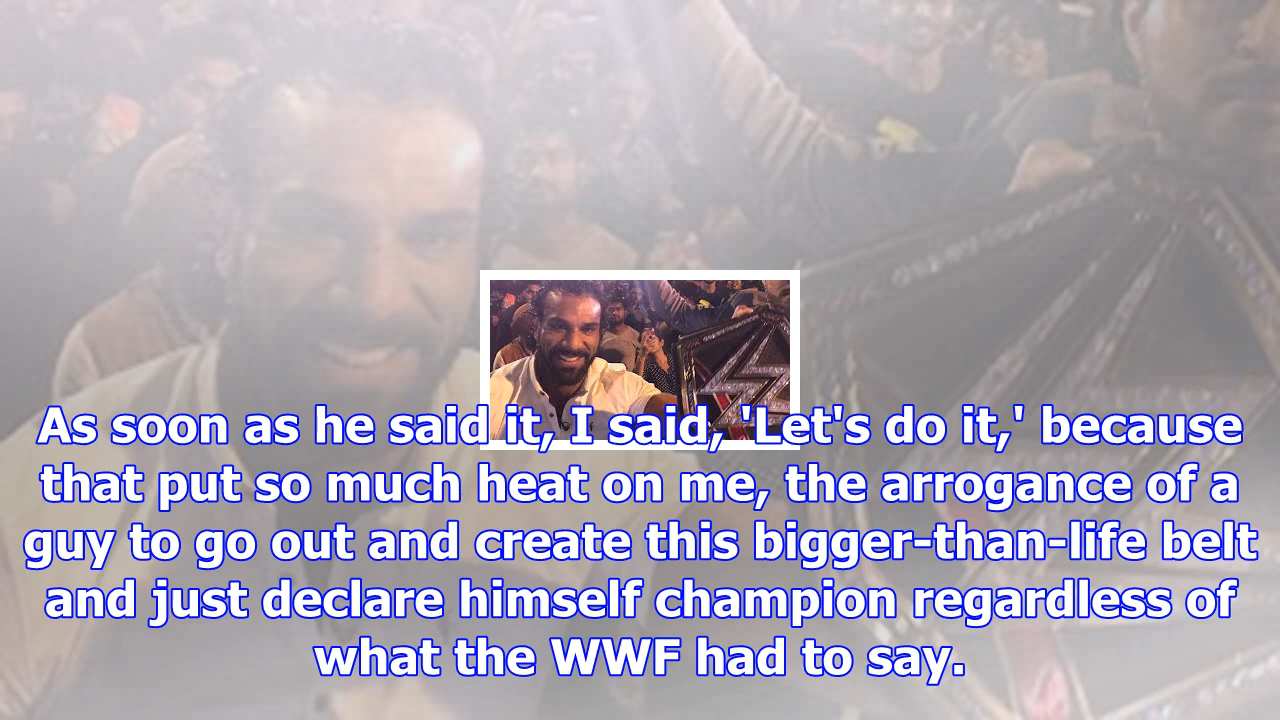 As soon as he said it, I said, 'Let's do it,' because
that put so much heat on me, the arrogance of a
guy to go out and create this bigger-than-life belt
and just declare himself champion regardless of
what the WWF had to say.